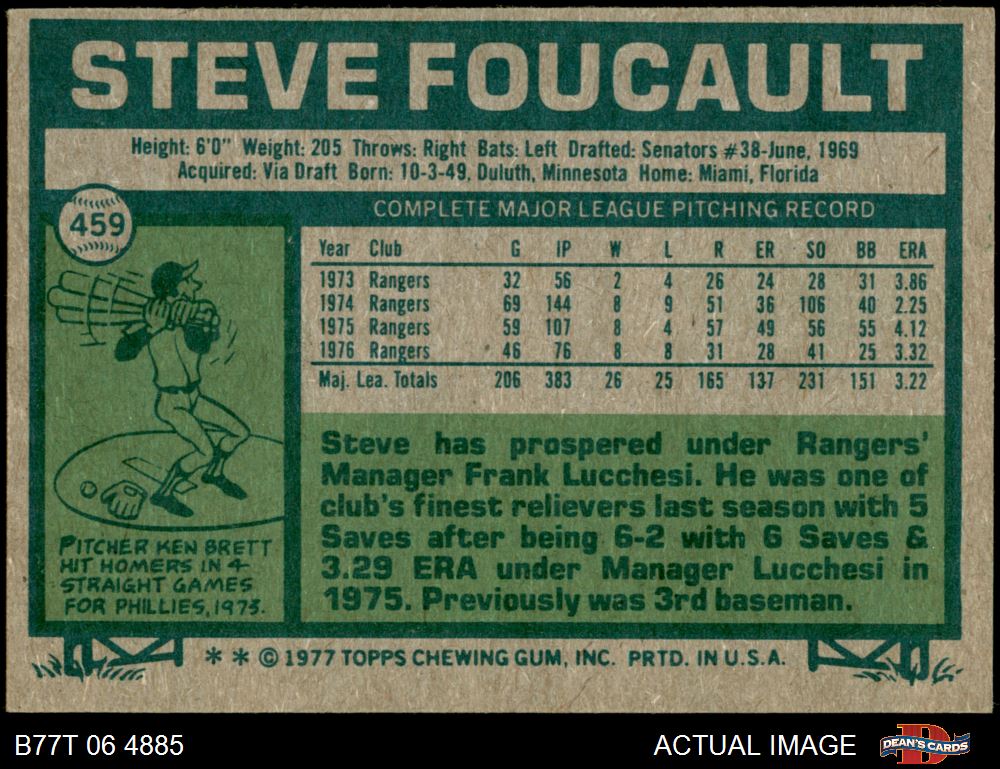 STEVE FOUCAULT
Height: 6'0" Weight: 205 Throws: Right Bats: Left Drafted: Senators #38-June, 1969
Acquired: Via Draft Born: 10-3-49, Duluth, Minnesota Home: Miami, Florida
459
COMPLETE MAJOR LEAGUE PITCHING RECORD
Year Club G IP W L R ER SO BB ERA
1973 Rangers 32 56 2 4 26 24 28 31 3.86
1974 Rangers 69 144 8 9 51 36 106 40 2.25
1975 Rangers 59 107 8 4 57 49 56 55 4.12
1976 Rangers 46 76 8 8 31 28 41 25 3.32
Maj. Lea. Totals 206 383 26 25 165 137 231 151 3.22
PITCHER KEN BRETT
HIT HOMERS IN 4
STRAIGHT GAMES
FOR PHILLIES, 1973.
Steve has prospered under Rangers'
Manager Frank Lucchesi. He was one of
club's finest relievers last season with 5
Saves after being 6-2 with 6 Saves &
3.29 ERA under Manager Lucchesi in
1975. Previously was 3rd baseman.
* * © 1977 TOPPS CHEWING GUM, INC. PRTD. IN U.S.A.
B77T 06 4885
ACTUAL IMAGE
DEAN'S CARDS